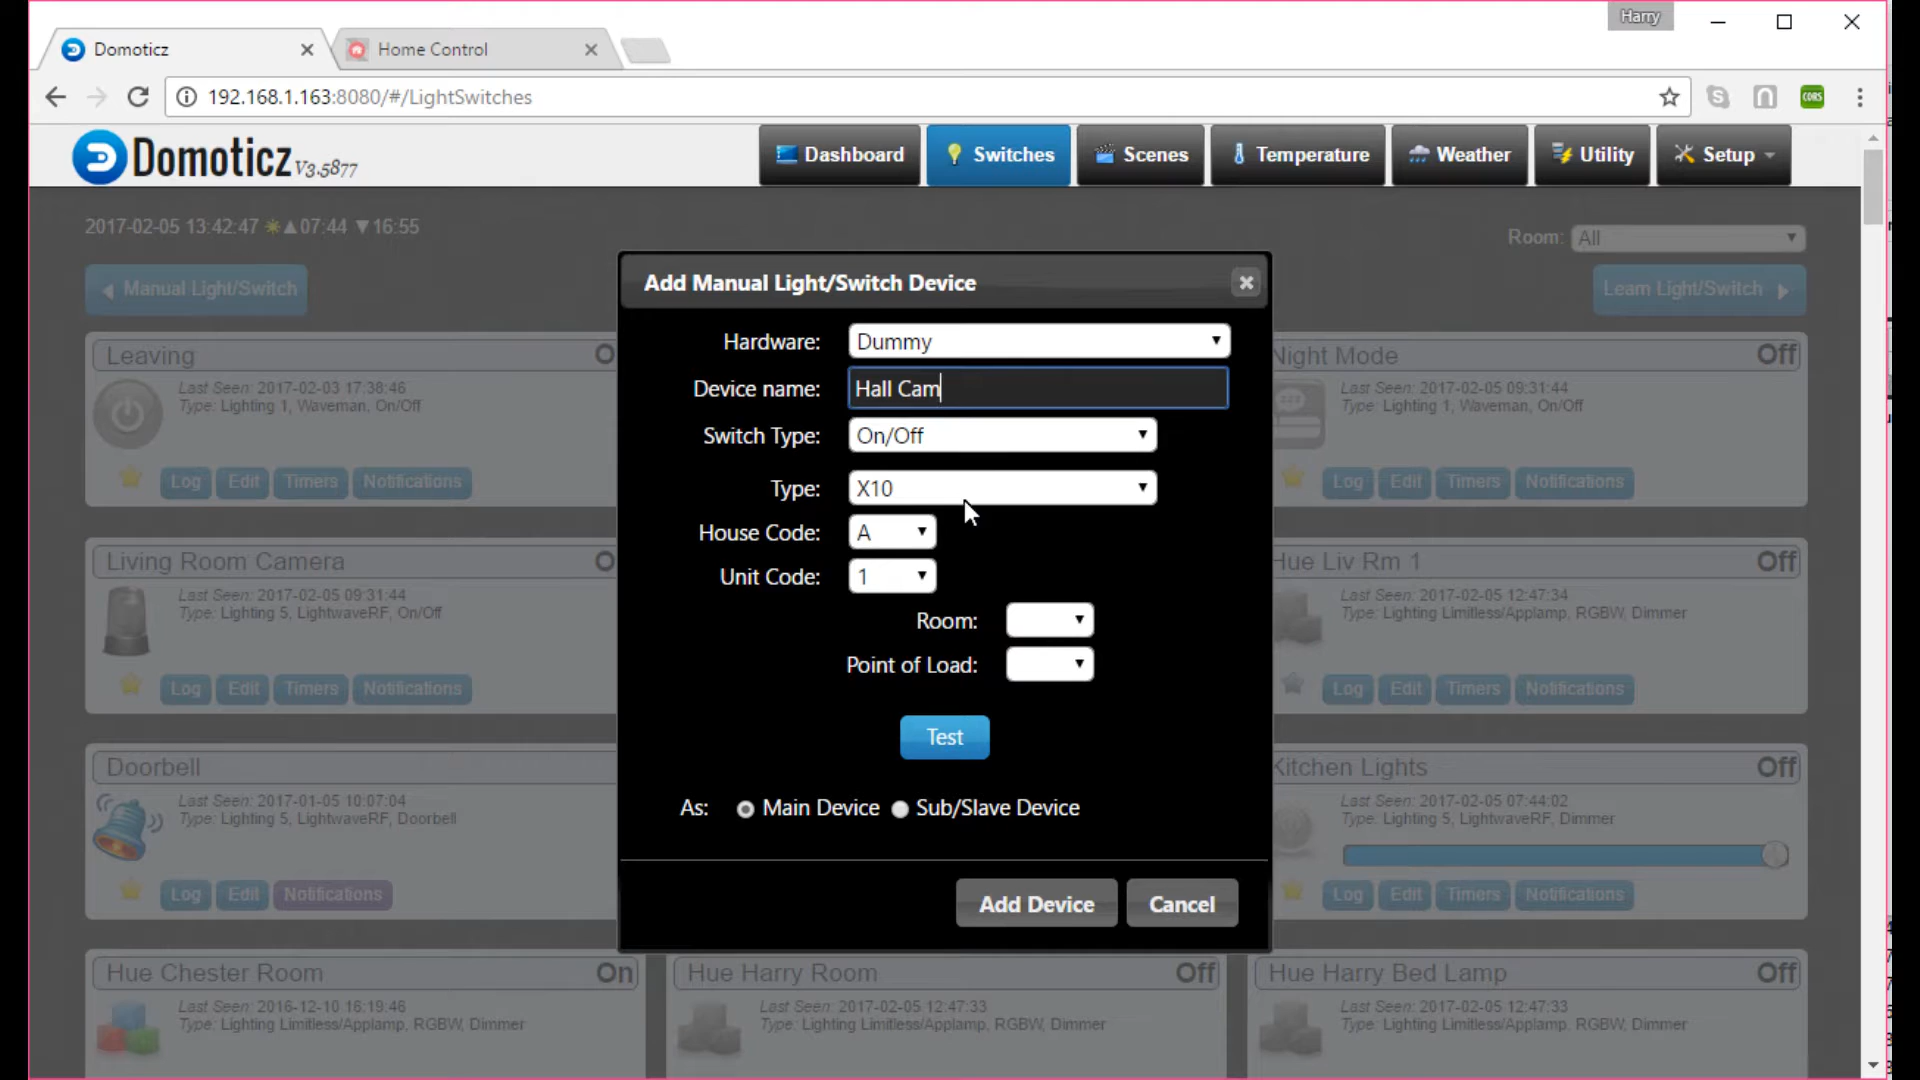 Harry
Domoticz
Home Control
192.168.1.163:8080/#/LightSwitches
CORS
Domoticz V3.5877
Dashboard
Switches
Scenes
Temperature
Weather
Utility
Setup
2017-02-05 13:42:47 ☀▲07:44 ▼16:55
Room: All
Manual Light/Switch
Learn Light/Switch
Add Manual Light/Switch Device
Hardware: Dummy
Device name: Hall Cam
Switch Type: On/Off
Type: X10
House Code: A
Unit Code: 1
Room:
Point of Load:
Test
As: Main Device Sub/Slave Device
Add Device Cancel
Leaving
Last Seen: 2017-02-03 17:38:46
Type: Lighting 1, Waveman, On/Off
Log Edit Timers Notifications
Night Mode Off
Last Seen: 2017-02-05 09:31:44
Type: Lighting 1, Waveman, On/Off
Log Edit Timers Notifications
Living Room Camera
Last Seen: 2017-02-05 09:31:44
Type: Lighting 5, LightwaveRF, On/Off
Log Edit Timers Notifications
Hue Liv Rm 1 Off
Last Seen: 2017-02-05 12:47:34
Type: Lighting Limitless/Applamp, RGBW, Dimmer
Log Edit Timers Notifications
Doorbell
Last Seen: 2017-01-05 10:07:04
Type: Lighting 5, LightwaveRF, Doorbell
Log Edit Notifications
Kitchen Lights Off
Last Seen: 2017-02-05 07:44:02
Type: Lighting 5, LightwaveRF, Dimmer
Log Edit Timers Notifications
Hue Chester Room On
Last Seen: 2016-12-10 16:19:46
Type: Lighting Limitless/Applamp, RGBW, Dimmer
Hue Harry Room Off
Last Seen: 2017-02-05 12:47:33
Type: Lighting Limitless/Applamp, RGBW, Dimmer
Hue Harry Bed Lamp Off
Last Seen: 2017-02-05 12:47:33
Type: Lighting Limitless/Applamp, RGBW, Dimmer